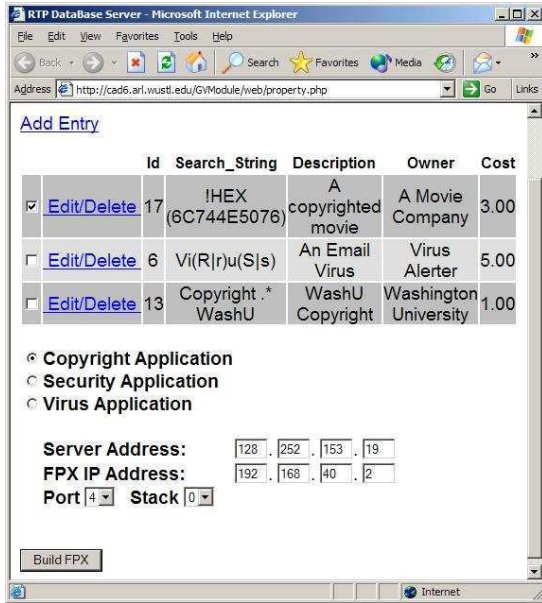 RTP DataBase Server - Microsoft Internet Explorer
File Edit View Favorites Tools Help
Back Search Favorites Media »
Address http://cad6.arl.wustl.edu/GVModule/web/property.php Go Links
Add Entry
Id Search_String Description Owner Cost
Edit/Delete 17 !HEX (6C744E5076) A copyrighted movie A Movie Company 3.00
Edit/Delete 6 Vi(R|r)u(S|s) An Email Virus Virus Alerter 5.00
Edit/Delete 13 Copyright .* WashU WashU Copyright Washington University 1.00
Copyright Application
Security Application
Virus Application
Server Address: 128 . 252 . 153 . 19
FPX IP Address: 192 . 168 . 40 . 2
Port 4 Stack 0
Build FPX
Internet